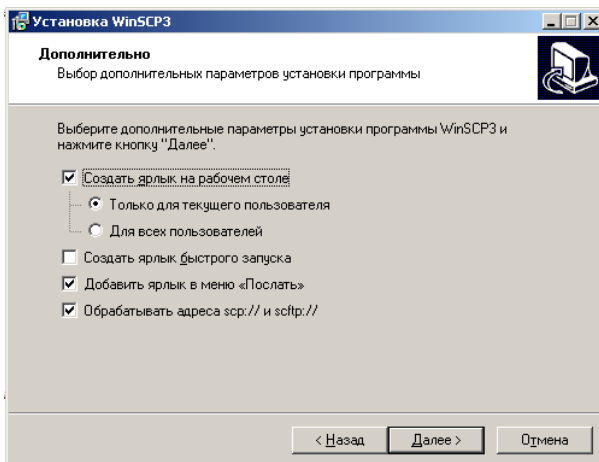 Установка WinSCP3
Дополнительно
Выбор дополнительных параметров установки программы
Выберите дополнительные параметры установки программы WinSCP3 и
нажмите кнопку "Далее".
Создать ярлык на рабочем столе
Только для текущего пользователя
Для всех пользователей
Создать ярлык быстрого запуска
Добавить ярлык в меню «Послать»
Обрабатывать адреса scp:// и scftp://
< Назад
Далее >
Отмена